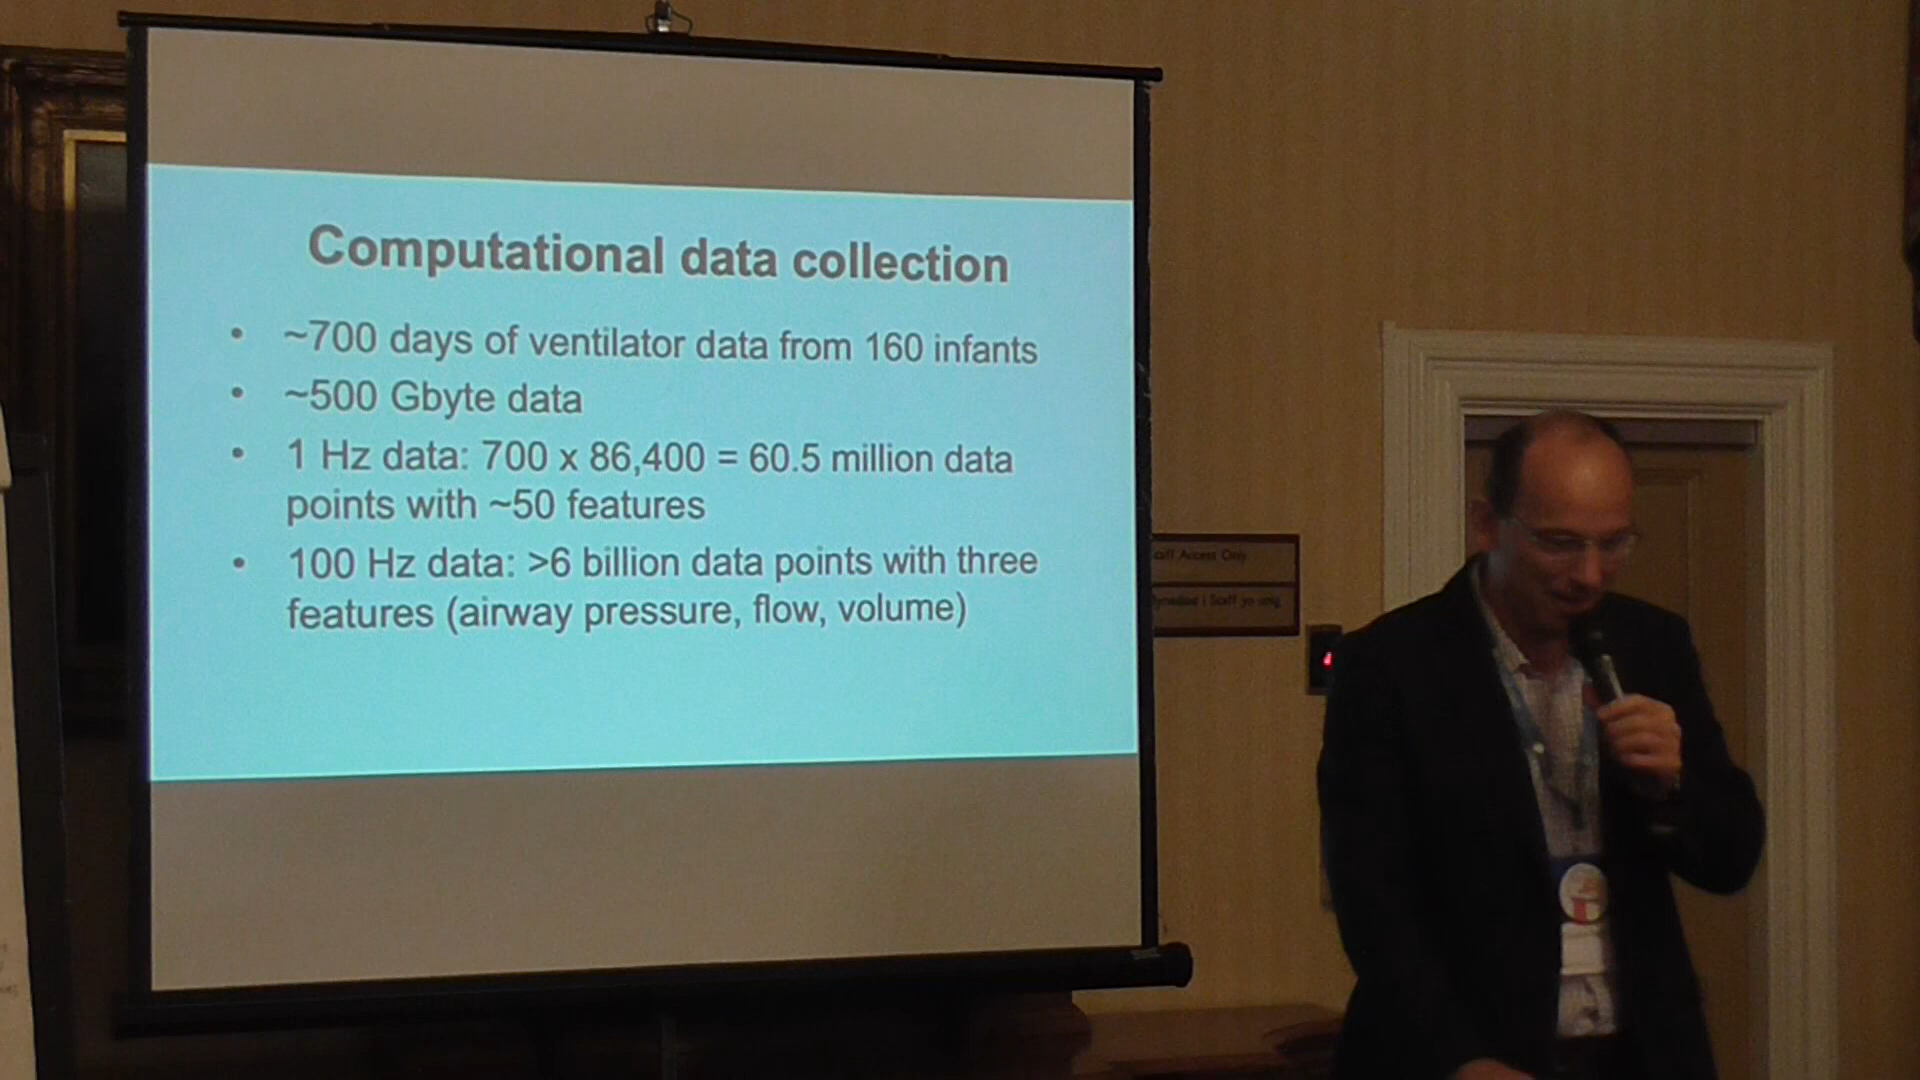 Computational data collection
• ~700 days of ventilator data from 160 infants
• ~500 Gbyte data
• 1 Hz data: 700 x 86,400 = 60.5 million data
points with ~50 features
• 100 Hz data: >6 billion data points with three
features (airway pressure, flow, volume)
Access Only